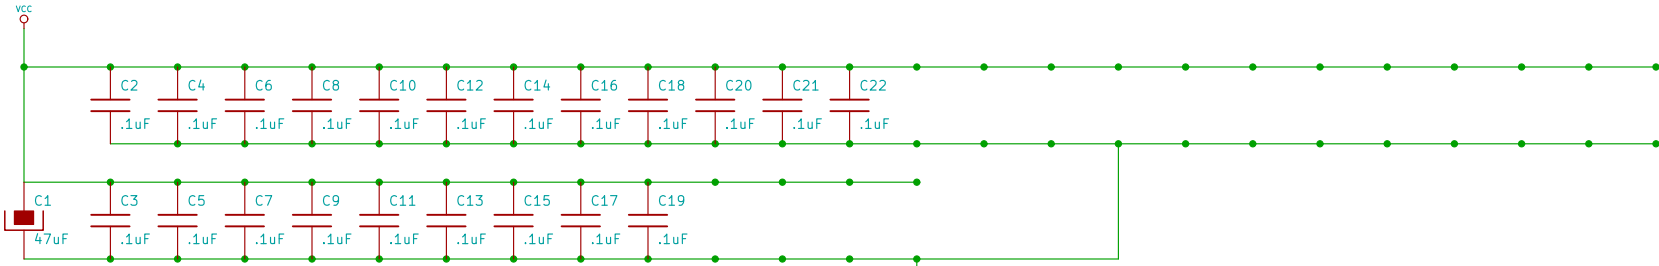 VCC
C2 C4 C6 C8 C10 C12 C14 C16 C18 C20 C21 C22
.1uF .1uF .1uF .1uF .1uF .1uF .1uF .1uF .1uF .1uF .1uF .1uF
C1 C3 C5 C7 C9 C11 C13 C15 C17 C19
47uF .1uF .1uF .1uF .1uF .1uF .1uF .1uF .1uF .1uF